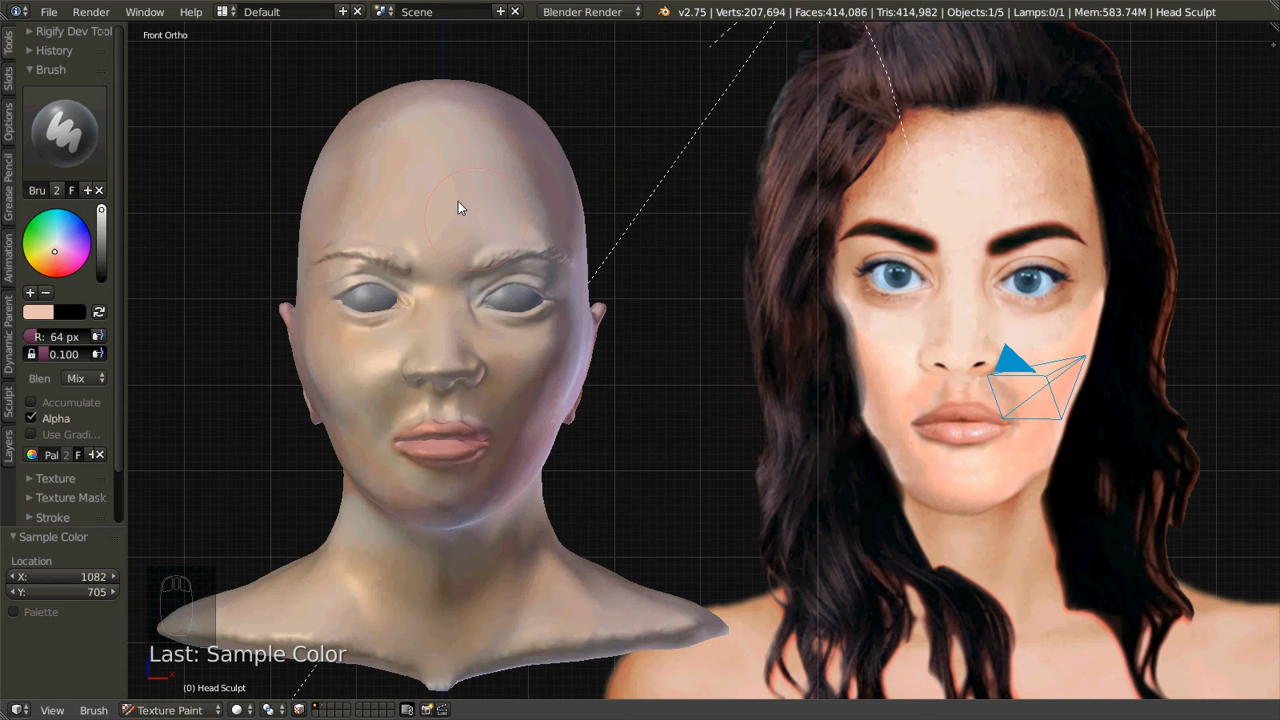 File Render Window Help Default Scene Blender Render v2.75 | Verts:207,694 | Faces:414,086 | Tris:414,982 | Objects:1/5 | Lamps:0/1 | Mem:583.74M | Head Sculpt
Tools
Slots
Options
Grease Pencil
Animation
Dynamic Parent
Sculpt
Layers
Rigify Dev Tool
History
Brush
Bru 2 F
R: 64 px
0.100
Blen Mix
Accumulate
Alpha
Use Gradi...
Pal 2 F
Texture
Texture Mask
Stroke
Sample Color
Location
X: 1082
Y: 705
Palette
Front Ortho
Last: Sample Color
x
(0) Head Sculpt
View Brush Texture Paint